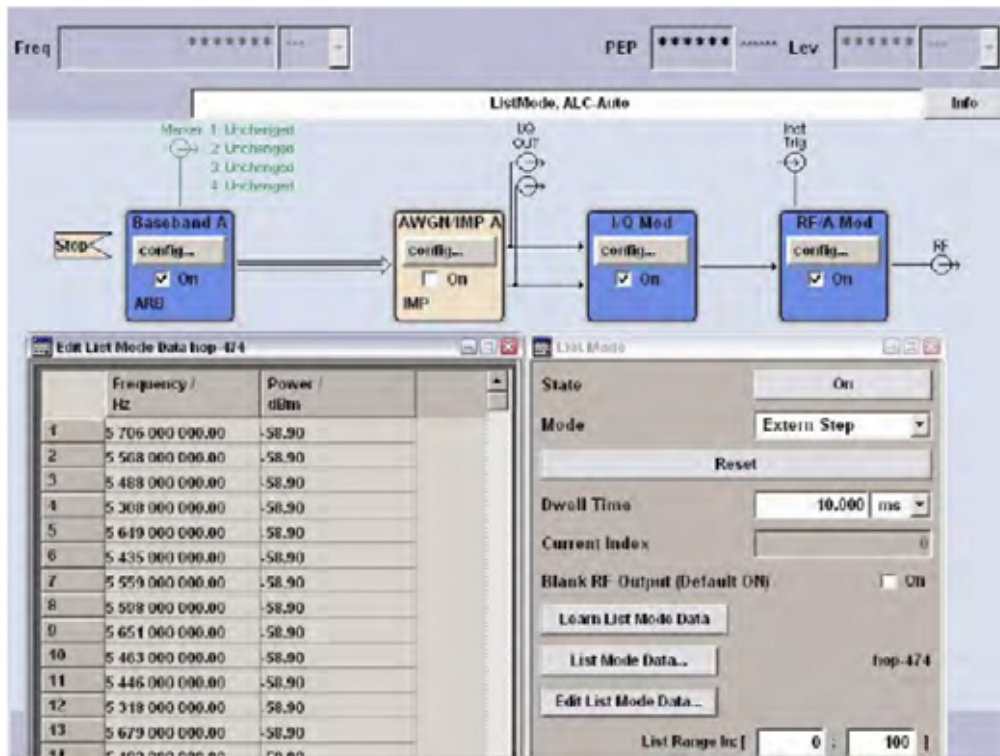 Freq ******* --- PEP ****** ------ Lev ****** ---
ListMode, ALC-Auto Info
Marker 1: Unchanged
2: Unchanged
3: Unchanged
4: Unchanged
I/Q OUT
Inst Trig
Stop
Baseband A
config...
On
ARB
AWGN/IMP A
config...
On
IMP
I/Q Mod
config...
On
RF/A Mod
config...
On
RF
Edit List Mode Data hop-474
Frequency / Hz Power / dBm
1 5 706 000 000.00 -58.90
2 5 508 000 000.00 -58.90
3 5 488 000 000.00 -58.90
4 5 308 000 000.00 -58.90
5 5 649 000 000.00 -58.90
6 5 435 000 000.00 -58.90
7 5 559 000 000.00 -58.90
8 5 598 000 000.00 -58.90
9 5 651 000 000.00 -58.90
10 5 463 000 000.00 -58.90
11 5 446 000 000.00 -58.90
12 5 318 000 000.00 -58.90
13 5 679 000 000.00 -58.90
14
List Mode
State On
Mode Extern Step
Reset
Dwell Time 10.000 ms
Current Index 0
Blank RF Output (Default ON) On
Learn List Mode Data
List Mode Data... hop-474
Edit List Mode Data...
List Range In: [ 0 : 100 ]